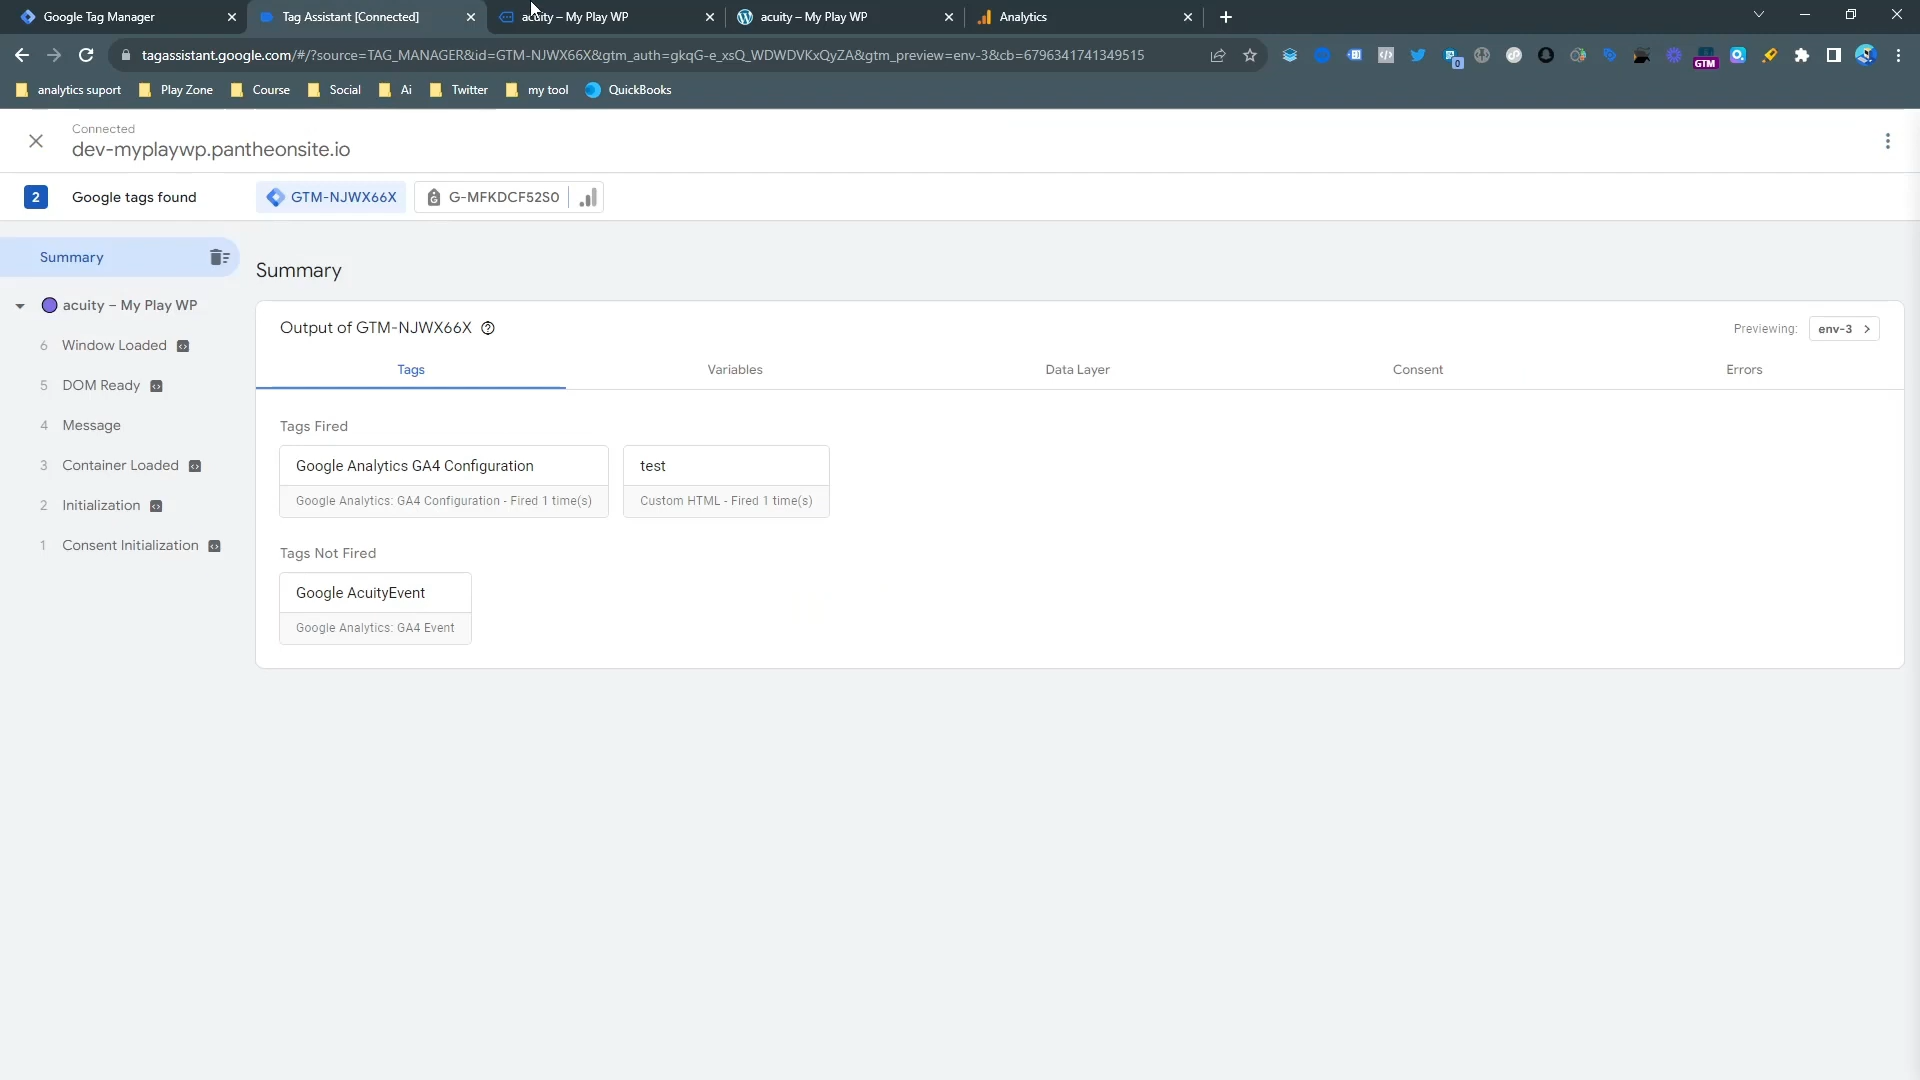 Google Tag Manager
Tag Assistant [Connected]
acuity – My Play WP
acuity – My Play WP
Analytics
tagassistant.google.com/#/?source=TAG_MANAGER&id=GTM-NJWX66X&gtm_auth=gkqG-e_xsQ_WDWDVKxQyZA&gtm_preview=env-3&cb=6796341741349515
0
GTM
analytics suport
Play Zone
Course
Social
Ai
Twitter
my tool
QuickBooks
Connected
dev-myplaywp.pantheonsite.io
2
Google tags found
GTM-NJWX66X
G-MFKDCF52S0
Summary
acuity – My Play WP
6 Window Loaded
5 DOM Ready
4 Message
3 Container Loaded
2 Initialization
1 Consent Initialization
Summary
Output of GTM-NJWX66X
Previewing: env-3
Tags
Variables
Data Layer
Consent
Errors
Tags Fired
Google Analytics GA4 Configuration
Google Analytics: GA4 Configuration - Fired 1 time(s)
test
Custom HTML - Fired 1 time(s)
Tags Not Fired
Google AcuityEvent
Google Analytics: GA4 Event